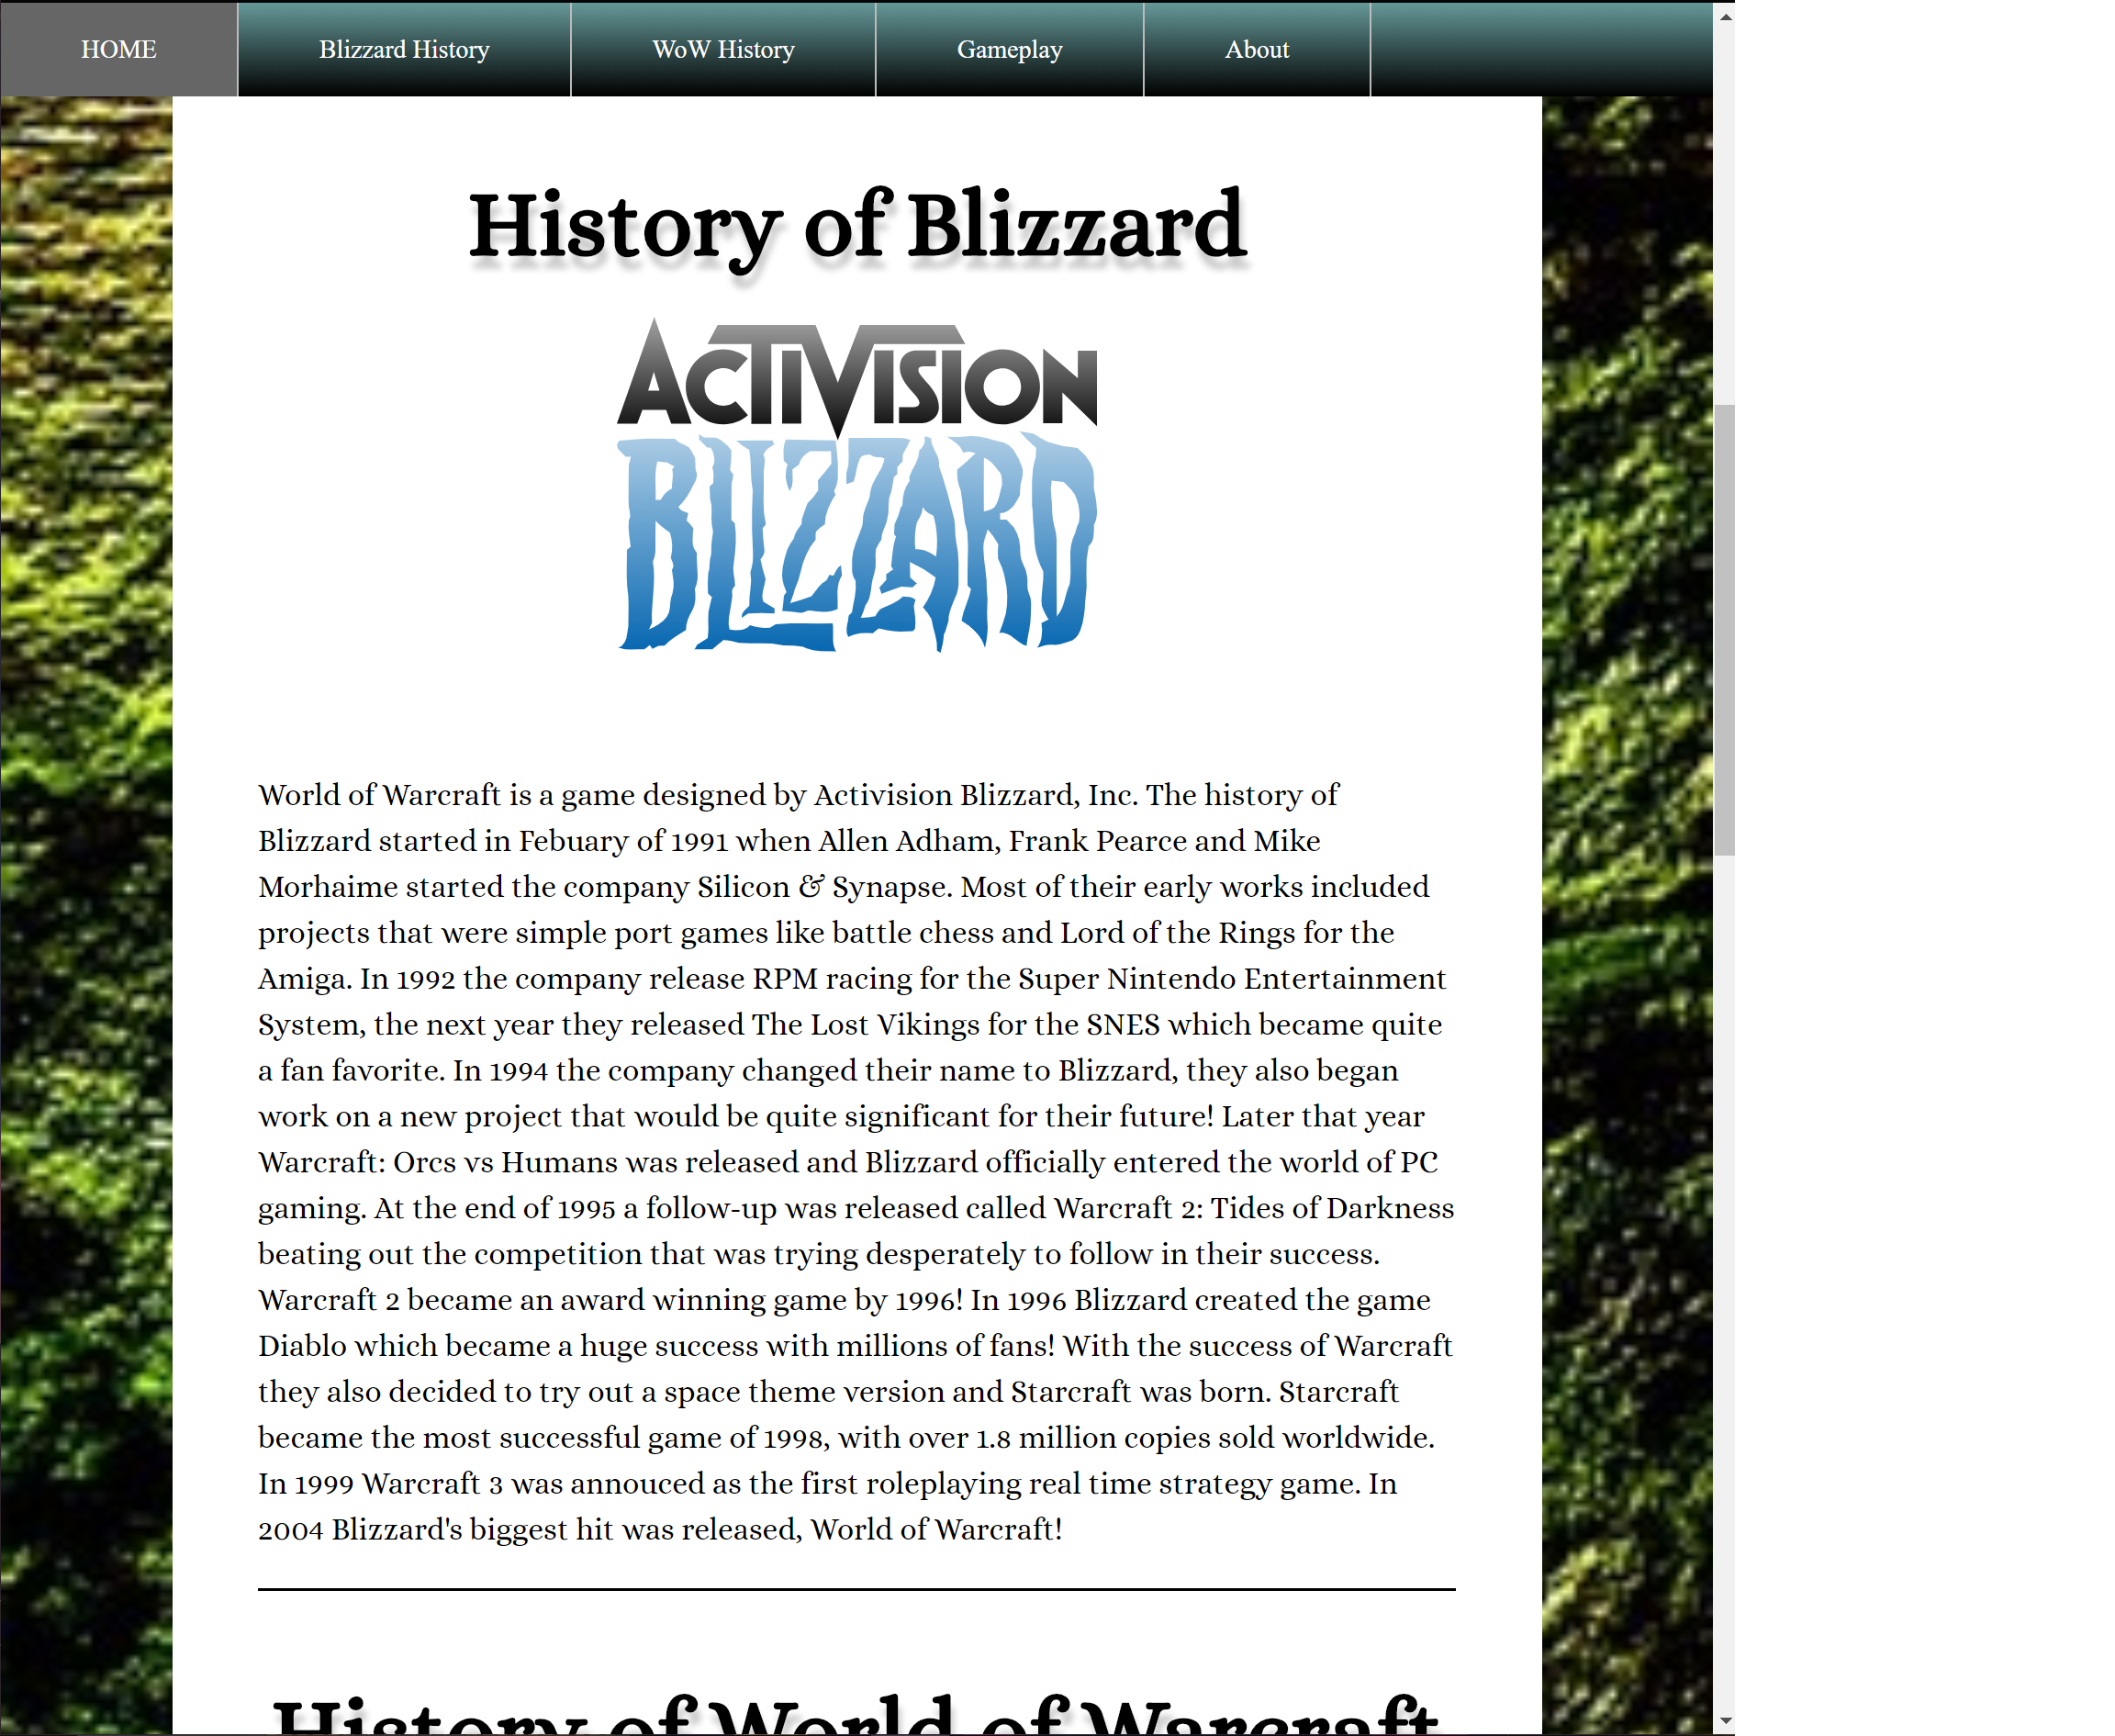 HOME Blizzard History WoW History Gameplay About
History of Blizzard
ACTIVISION
BLIZZARD
World of Warcraft is a game designed by Activision Blizzard, Inc. The history of
Blizzard started in Febuary of 1991 when Allen Adham, Frank Pearce and Mike
Morhaime started the company Silicon & Synapse. Most of their early works included
projects that were simple port games like battle chess and Lord of the Rings for the
Amiga. In 1992 the company release RPM racing for the Super Nintendo Entertainment
System, the next year they released The Lost Vikings for the SNES which became quite
a fan favorite. In 1994 the company changed their name to Blizzard, they also began
work on a new project that would be quite significant for their future! Later that year
Warcraft: Orcs vs Humans was released and Blizzard officially entered the world of PC
gaming. At the end of 1995 a follow-up was released called Warcraft 2: Tides of Darkness
beating out the competition that was trying desperately to follow in their success.
Warcraft 2 became an award winning game by 1996! In 1996 Blizzard created the game
Diablo which became a huge success with millions of fans! With the success of Warcraft
they also decided to try out a space theme version and Starcraft was born. Starcraft
became the most successful game of 1998, with over 1.8 million copies sold worldwide.
In 1999 Warcraft 3 was annouced as the first roleplaying real time strategy game. In
2004 Blizzard's biggest hit was released, World of Warcraft!
History of World of Warcraft